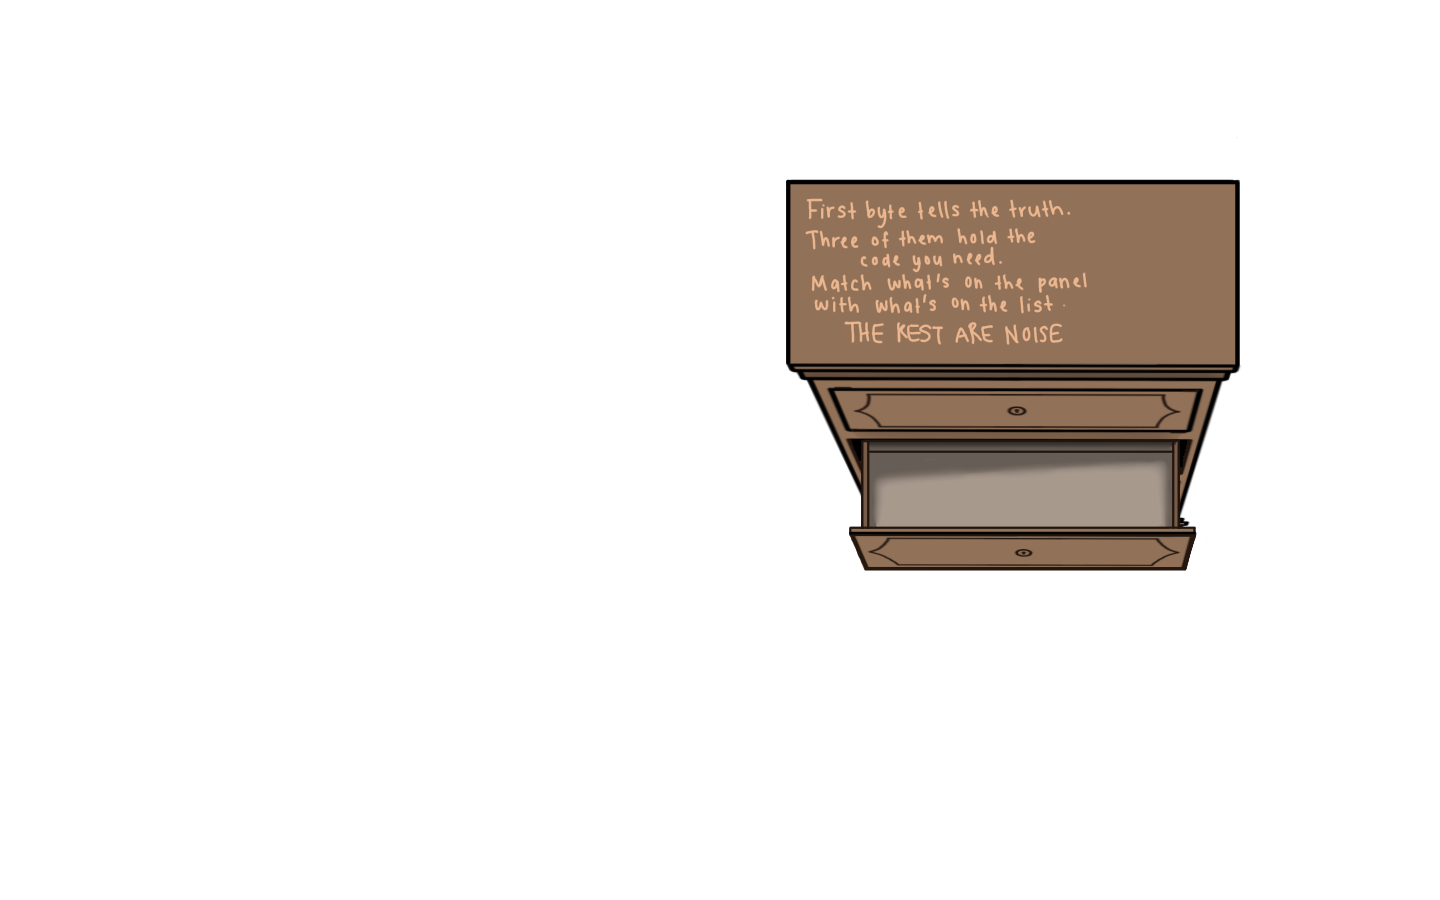 First byte tells the truth.
Three of them hold the
code you need.
Match what's on the panel
with what's on the list.
THE REST ARE NOISE